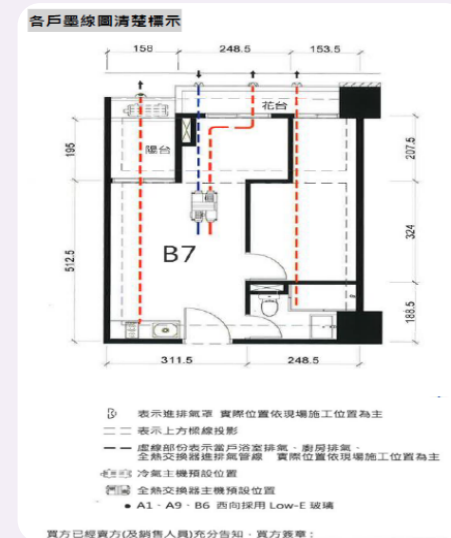 各戶墨線圖清楚標示
158 248.5 153.5
花台
陽台
195
207.5
512.5
324
B7
188.5
311.5 248.5
表示進排氣罩 實際位置依現場施工位置為主
表示上方樑線投影
虛線部份表示當戶浴室排氣、廚房排氣、
全熱交換器進排氣管線 實際位置依現場施工位置為主
冷氣主機預設位置
全熱交換器主機預設位置
• A1、A9、B6 西向採用 Low-E 玻璃
買方已經賣方(及銷售人員)充分告知，買方簽章：